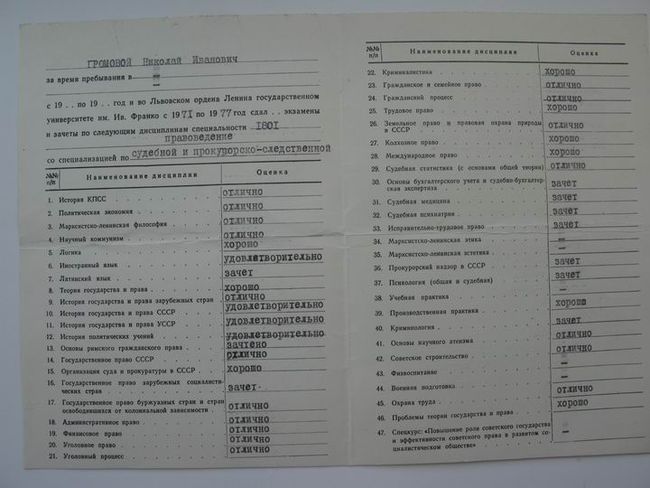 ГРОМОВОЙ Николай Иванович
за время пребывания в
с 19 . . по 19 . . год и во Львовском ордена Ленина государственном
университете им. Ив. Франко с 1971 по 1977 год сдал . . экзамены
и зачеты по следующим дисциплинам специальности 1801
правоведение
со специализацией по судебной и прокурорско-следственной
№№ п/п Наименование дисциплин Оценка
1. История КПСС отлично
2. Политическая экономия отлично
3. Марксистско-ленинская философия отлично
4. Научный коммунизм отлично
5. Логика хорошо
6. Иностранный язык удовлетворительно
7. Латинский язык зачет
8. Теория государства и права хорошо
9. История государства и права зарубежных стран отлично
10. История государства и права СССР удовлетворительно
11. История государства и права УССР удовлетворительно
12. История политических учений удовлетворительно
13. Основы римского гражданского права зачтено
14. Государственное право СССР отлично
15. Организация суда и прокуратуры в СССР хорошо
16. Государственное право зарубежных социалисти-
ческих стран зачет
17. Государственное право буржуазных стран и стран
освободившихся от колониальной зависимости отлично
18. Административное право отлично
19. Финансовое право отлично
20. Уголовное право отлично
21. Уголовный процесс отлично
№№ п/п Наименование дисциплин Оценка
22. Криминалистика хорошо
23. Гражданское и семейное право отлично
24. Гражданский процесс отлично
25. Трудовое право хорошо
26. Земельное право и правовая охрана природы
в СССР отлично
27. Колхозное право хорошо
28. Международное право хорошо
29. Судебная статистика (с основами общей теории) отлично
30. Основы бухгалтерского учета и судебно-бухгалтер-
ская экспертиза зачет
31. Судебная медицина зачет
32. Судебная психиатрия зачет
33. Исправительно-трудовое право зачет
34. Марксистско-ленинская этика –
35. Марксистско-ленинская эстетика –
36. Прокурорский надзор в СССР зачет
37. Психология (общая и судебная) зачет
38. Учебная практика –
39. Производственная практика хорошо
40. Криминология зачет
41. Основы научного атеизма отлично
42. Советское строительство отлично
43. Физвоспитание –
44. Военная подготовка отлично
45. Охрана труда хорошо
46. Проблемы теории государства и права –
47. Спецкурс: «Повышение роли советского государства
и эффективности советского права в развитом со-
циалистическом обществе» –